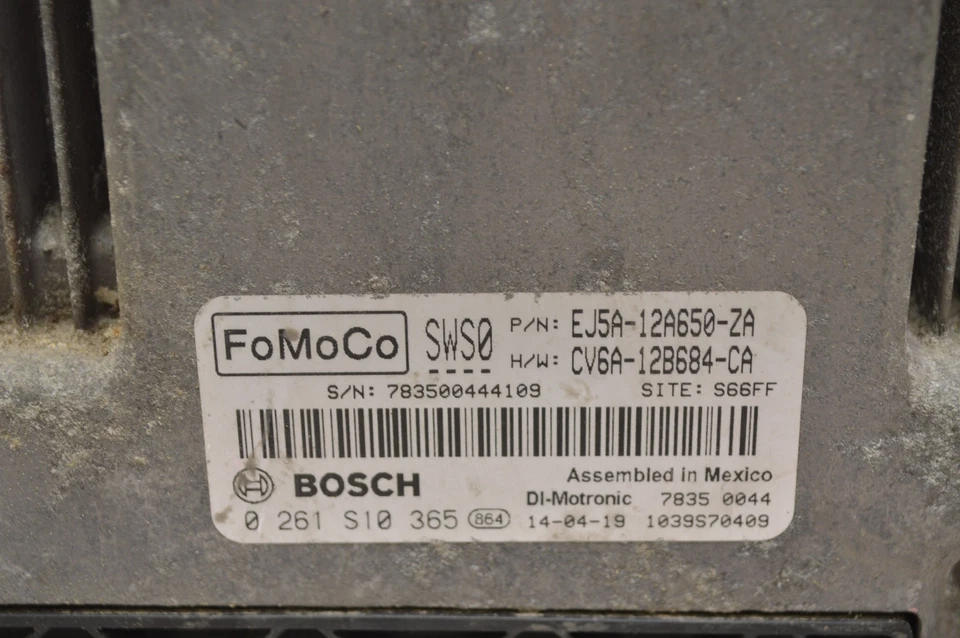 FoMoCo SWS0 P/N: EJ5A-12A650-ZA
H/W: CV6A-12B684-CA
S/N: 783500444109 SITE: S66FF
BOSCH Assembled in Mexico
DI-Motronic 7835 0044
0 261 S10 365 864 14-04-19 1039S70409